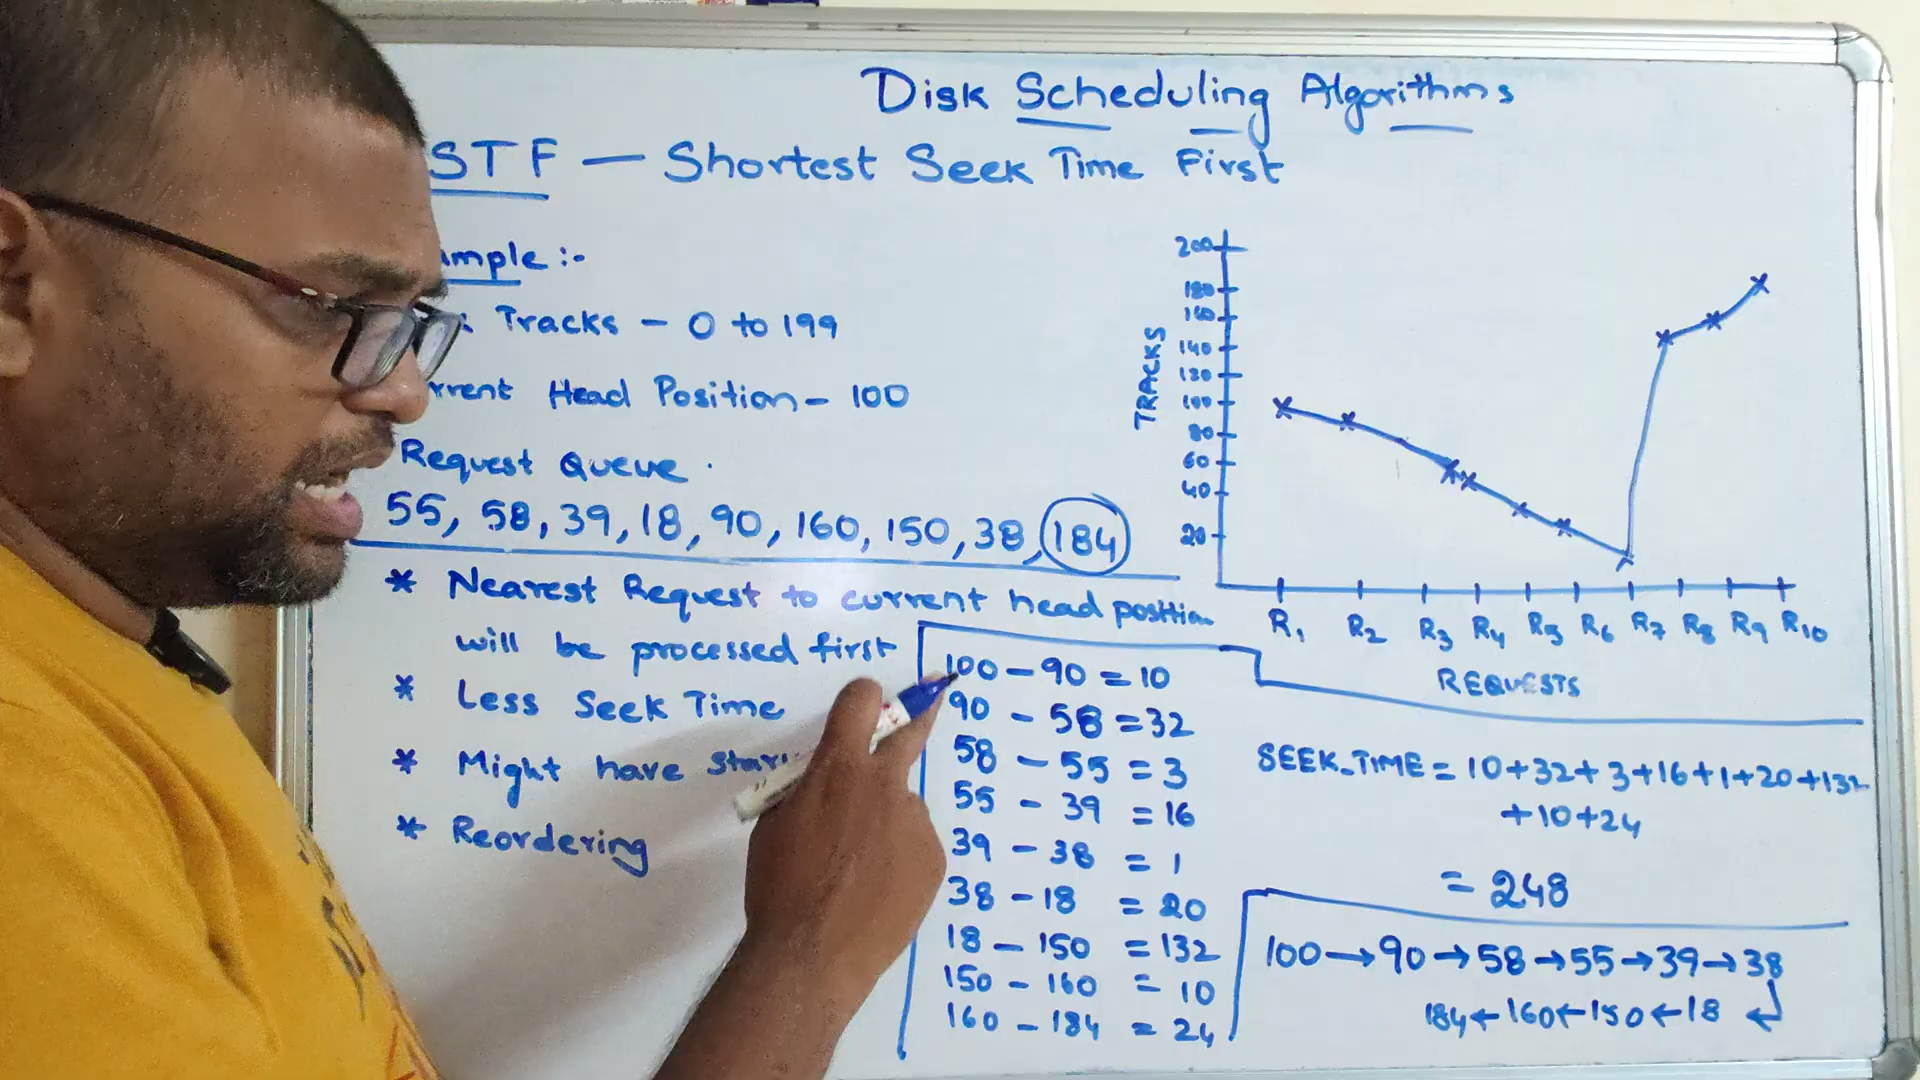 Disk Scheduling Algorithms
STF — Shortest Seek Time First
mple :-
Tracks - 0 to 199
rrent Head Position - 100
Request Queue .
55, 58, 39, 18, 90, 160, 150, 38, 184
* Nearest Request to current head position
will be processed first
* Less Seek Time
* Might have
* Reordering
TRACKS
200
180
160
140
120
100
80
60
40
20
R1 R2 R3 R4 R5 R6 R7 R8 R9 R10
REQUESTS
100 - 90 = 10
90 - 58 = 32
58 - 55 = 3
55 - 39 = 16
39 - 38 = 1
38 - 18 = 20
18 - 150 = 132
150 - 160 = 10
160 - 184 = 24
SEEK_TIME = 10+32+3+16+1+20+132
+10+24
= 248
100→90→58→55→39→38
184←160←150←18 ↵